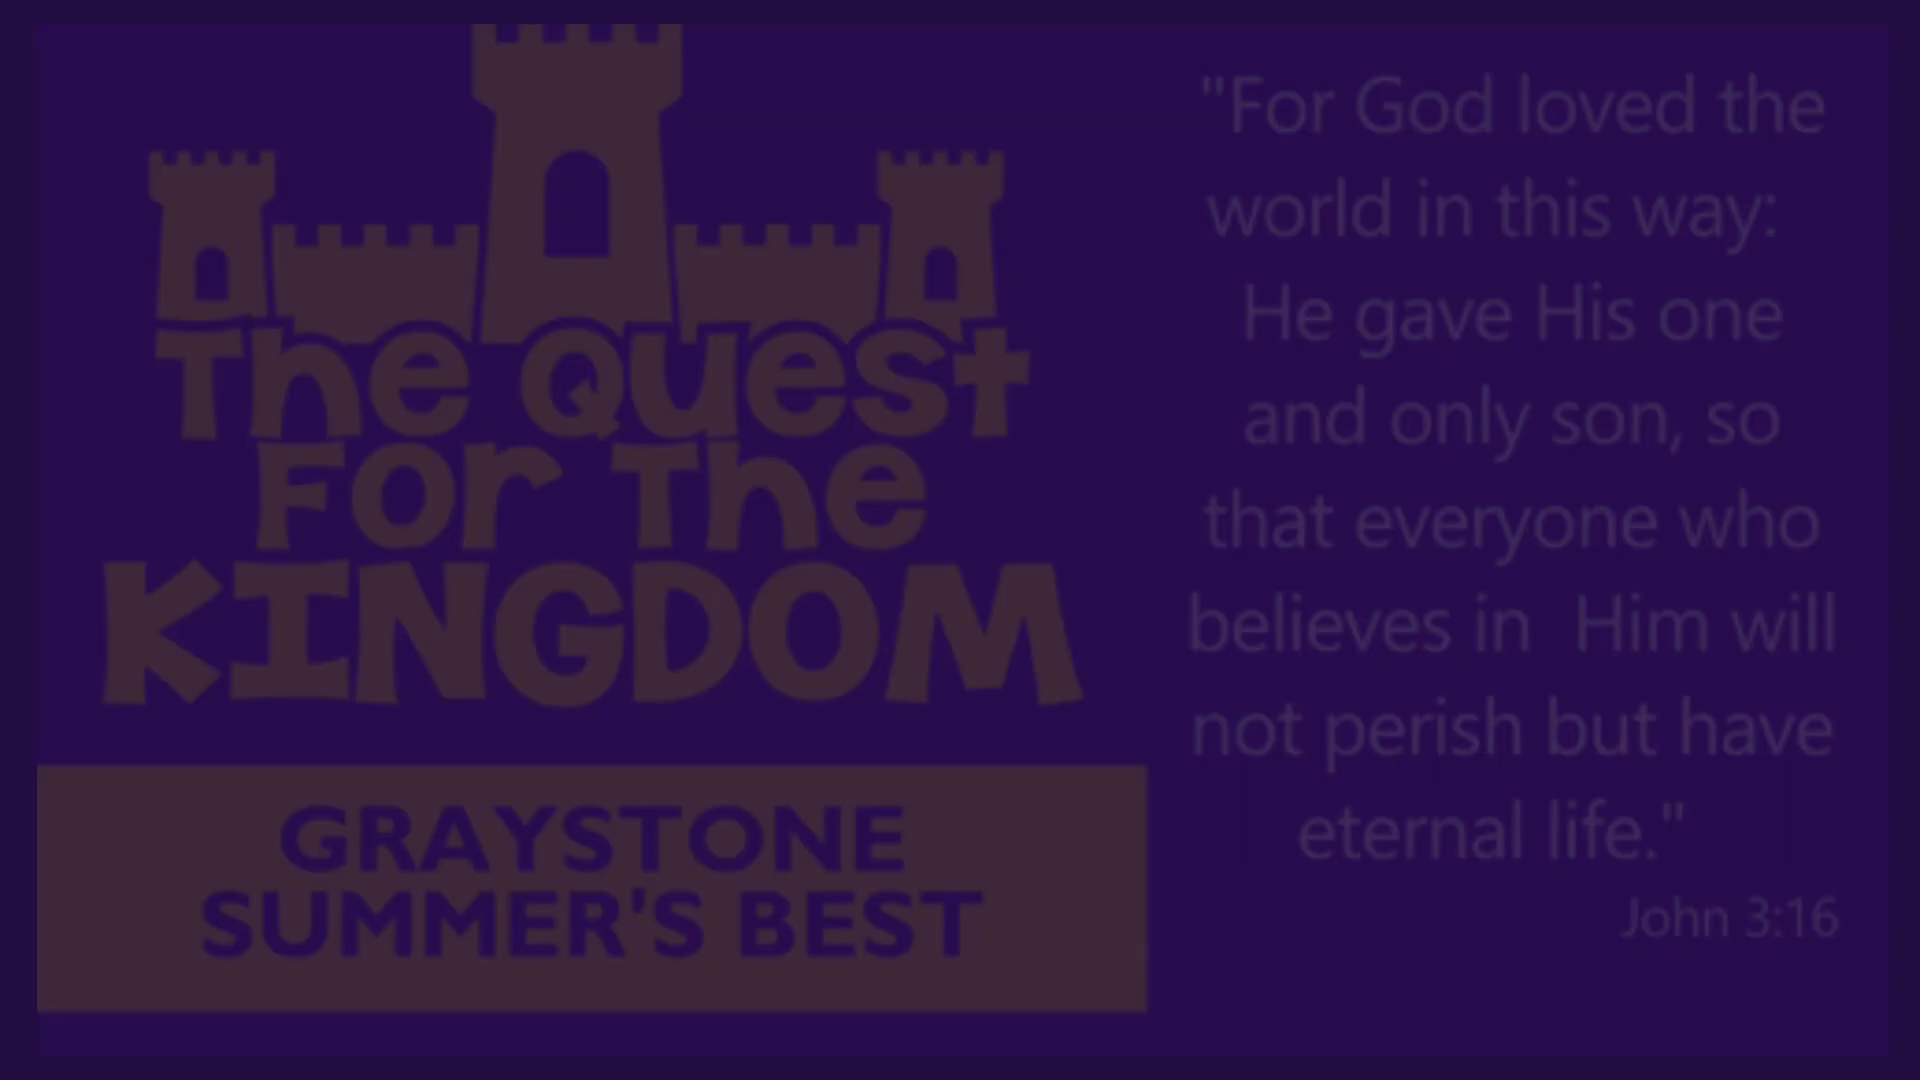 The Quest
For The
KINGDOM
GRAYSTONE
SUMMER'S BEST
"For God loved the
world in this way:
He gave His one
and only son, so
that everyone who
believes in  Him will
not perish but have
eternal life."
John 3:16